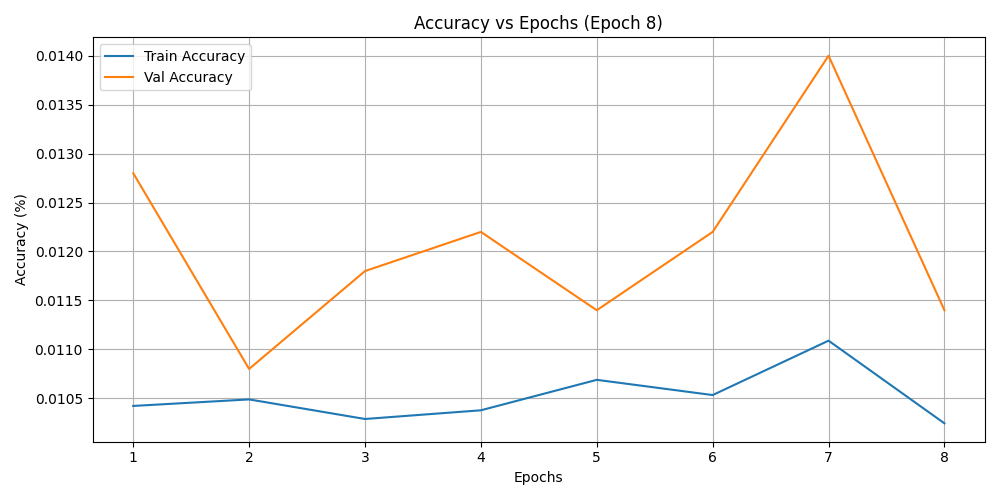 Accuracy vs Epochs (Epoch 8)
Train Accuracy
Val Accuracy
0.0140
0.0135
0.0130
0.0125
0.0120
0.0115
0.0110
0.0105
Accuracy (%)
1 2 3 4 5 6 7 8
Epochs